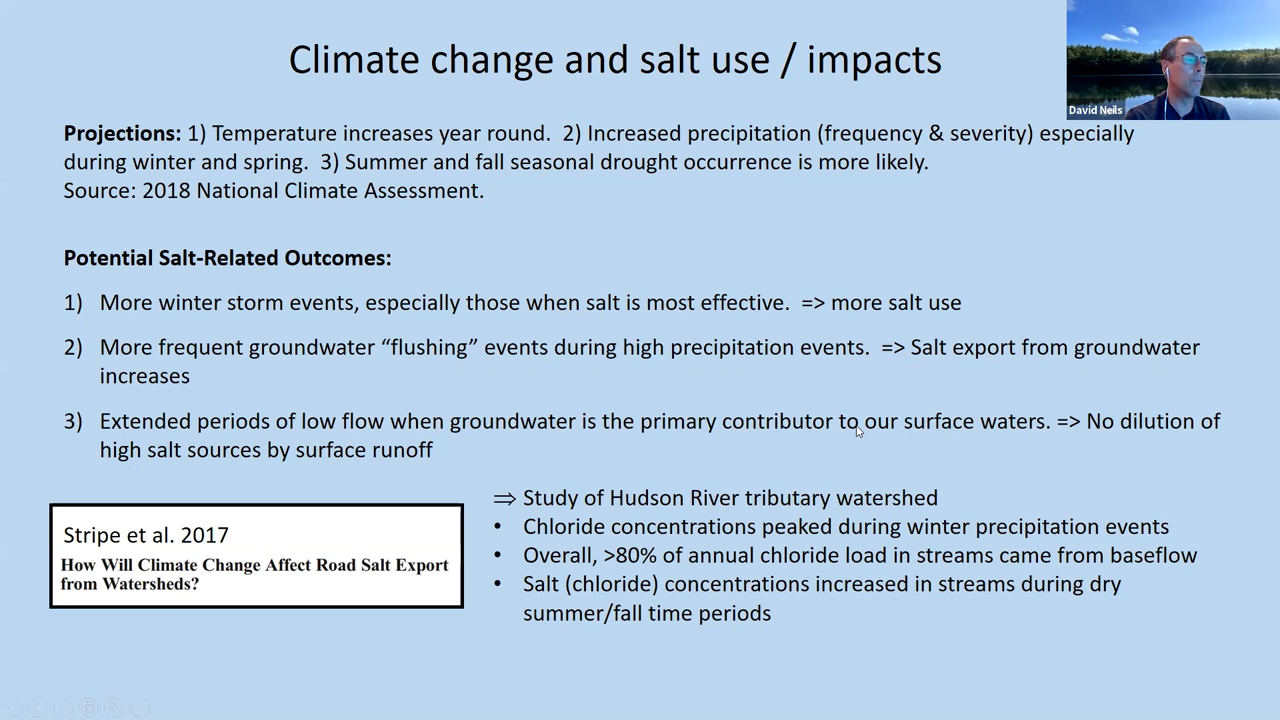 Climate change and salt use / impacts
David Neils
Projections: 1) Temperature increases year round.  2) Increased precipitation (frequency & severity) especially
during winter and spring.  3) Summer and fall seasonal drought occurrence is more likely.
Source: 2018 National Climate Assessment.
Potential Salt-Related Outcomes:
1) More winter storm events, especially those when salt is most effective.  => more salt use
2) More frequent groundwater “flushing” events during high precipitation events.  => Salt export from groundwater
increases
3) Extended periods of low flow when groundwater is the primary contributor to our surface waters. => No dilution of
high salt sources by surface runoff
Stripe et al. 2017
How Will Climate Change Affect Road Salt Export
from Watersheds?
⇒ Study of Hudson River tributary watershed
• Chloride concentrations peaked during winter precipitation events
• Overall, >80% of annual chloride load in streams came from baseflow
• Salt (chloride) concentrations increased in streams during dry
summer/fall time periods